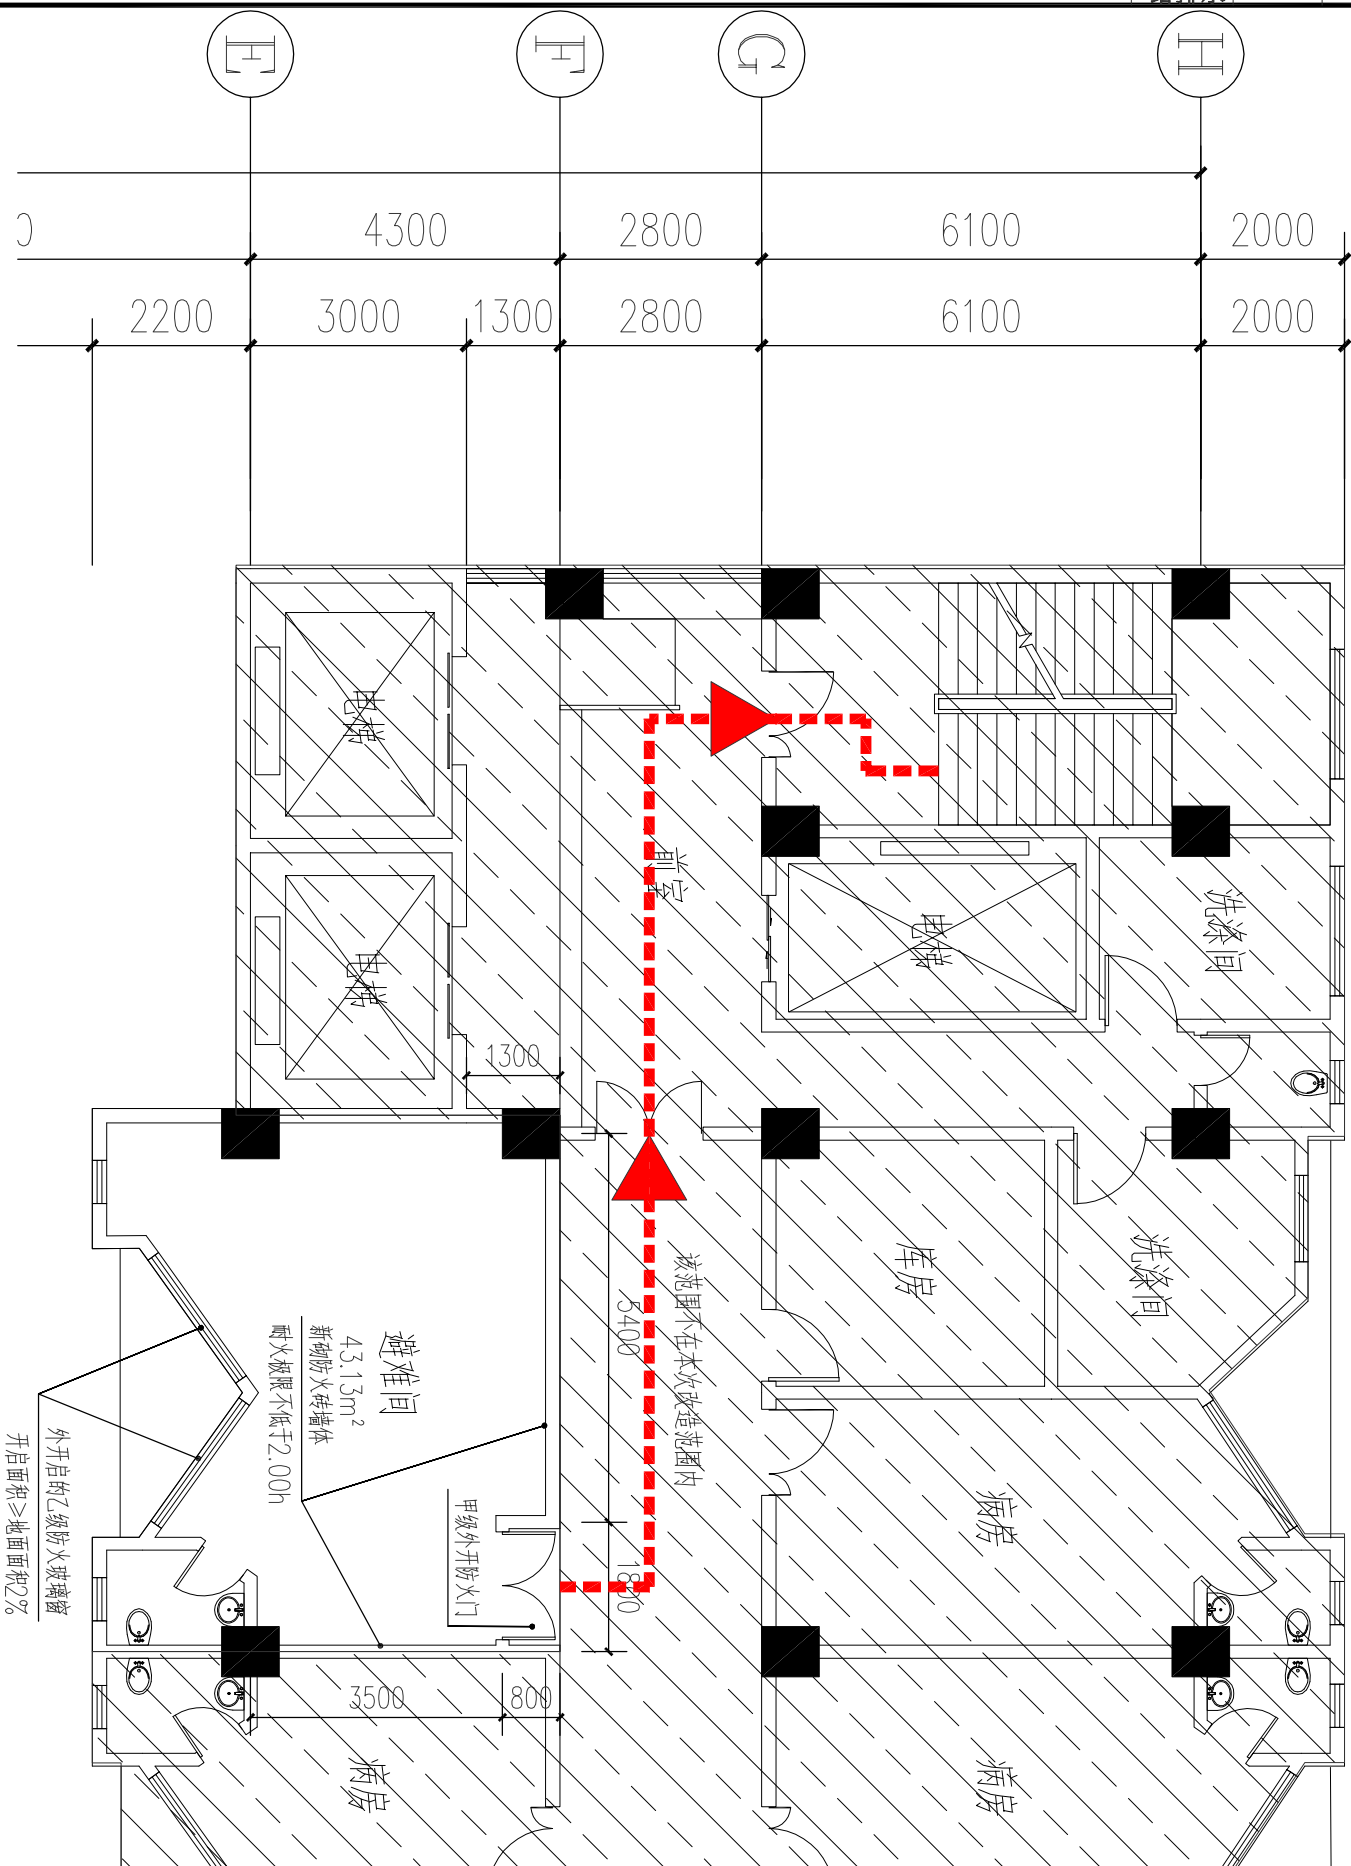 E
F
G
H
4300
2800
6100
2000
2200
3000
1300
2800
6100
2000
电梯
前室
电梯
洗涤间
电梯
1300
库房
洗涤间
该范围不在本次改造范围内
5400
避难间
43.13m²
新砌防火砖墙体
耐火极限不低于2.00h
外开启的乙级防火玻璃窗
开启面积≥地面面积2%
甲级外开防火门
病房
1800
3500
800
病房
病房